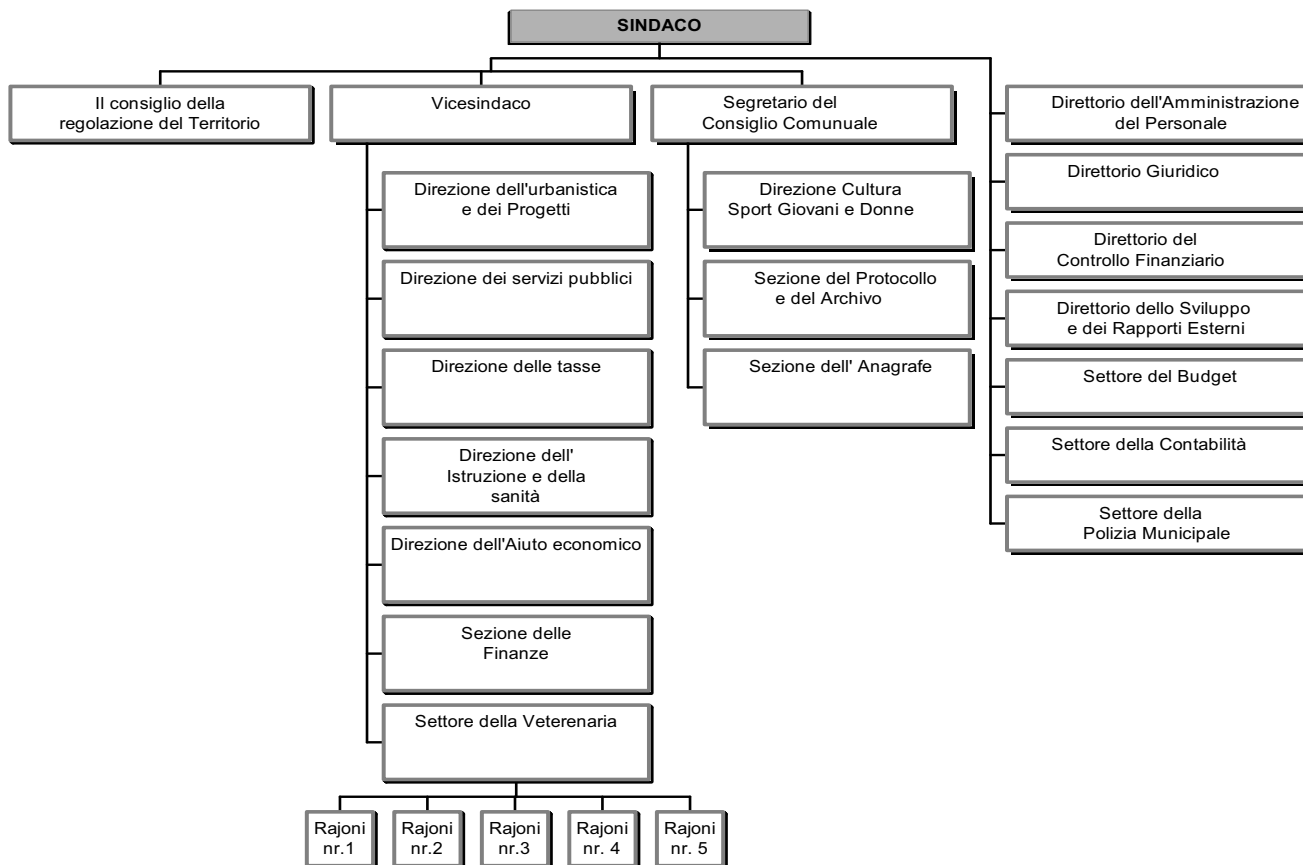 SINDACO
Il consiglio della
regolazione del Territorio
Vicesindaco
Segretario del
Consiglio Comunuale
Direttorio dell'Amministrazione
del Personale
Direttorio Giuridico
Direttorio del
Controllo Finanziario
Direttorio dello Sviluppo
e dei Rapporti Esterni
Settore del Budget
Settore della Contabilità
Settore della
Polizia Municipale
Direzione dell'urbanistica
e dei Progetti
Direzione dei servizi pubblici
Direzione delle tasse
Direzione dell'
Istruzione e della
sanità
Direzione dell'Aiuto economico
Sezione delle
Finanze
Settore della Veterenaria
Direzione Cultura
Sport Giovani e Donne
Sezione del Protocollo
e del Archivo
Sezione dell' Anagrafe
Rajoni
nr.1
Rajoni
nr.2
Rajoni
nr.3
Rajoni
nr. 4
Rajoni
nr. 5